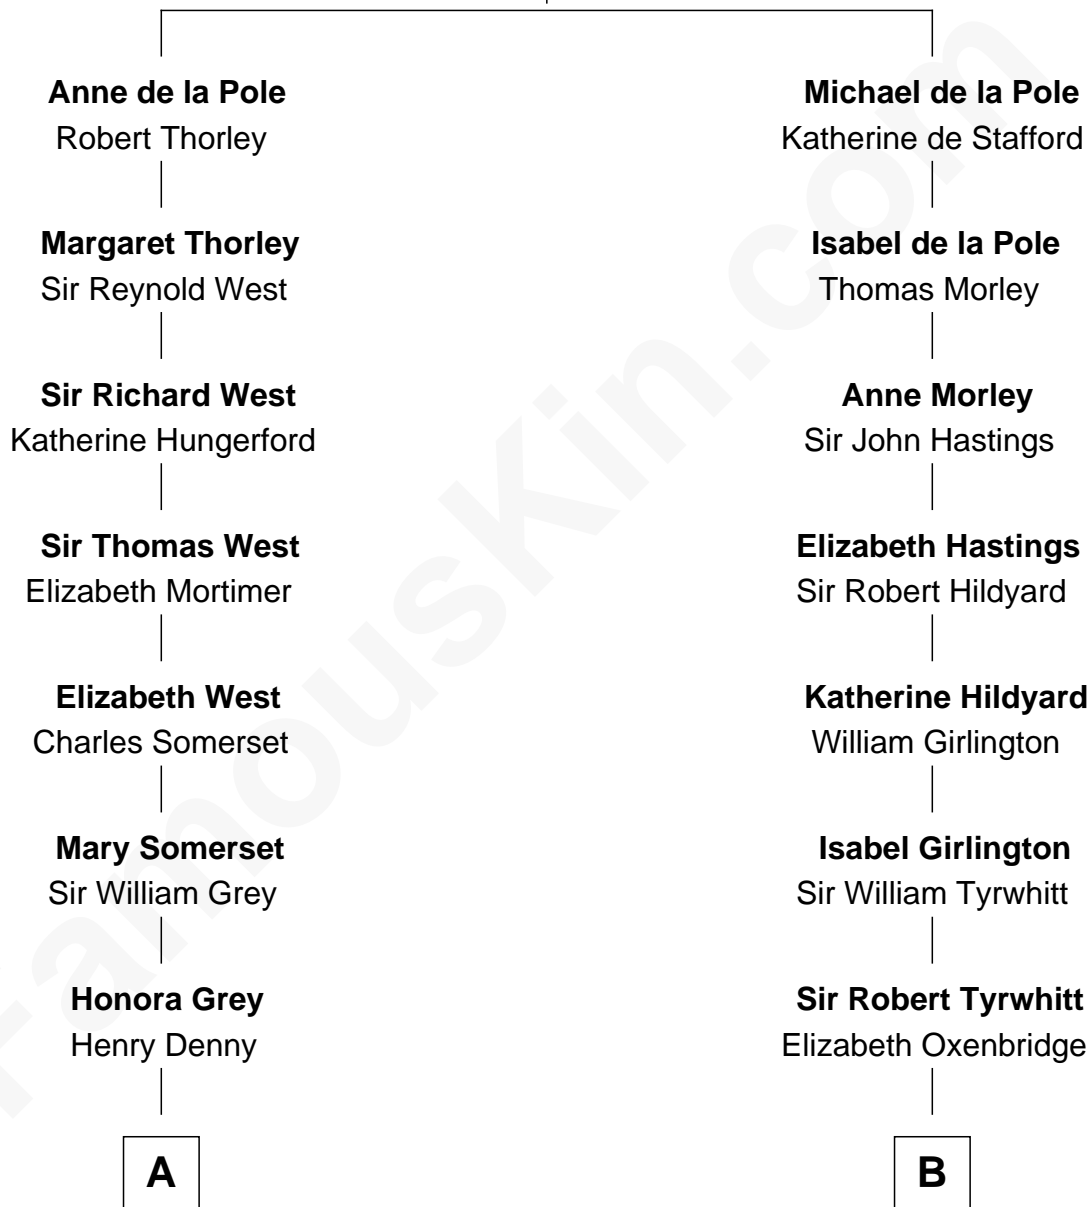 Anne de la Pole
Robert Thorley
Margaret Thorley
Sir Reynold West
Sir Richard West
Katherine Hungerford
Sir Thomas West
Elizabeth Mortimer
Elizabeth West
Charles Somerset
Mary Somerset
Sir William Grey
Honora Grey
Henry Denny
A
Michael de la Pole
Katherine de Stafford
Isabel de la Pole
Thomas Morley
Anne Morley
Sir John Hastings
Elizabeth Hastings
Sir Robert Hildyard
Katherine Hildyard
William Girlington
Isabel Girlington
Sir William Tyrwhitt
Sir Robert Tyrwhitt
Elizabeth Oxenbridge
B
FamousKin.com